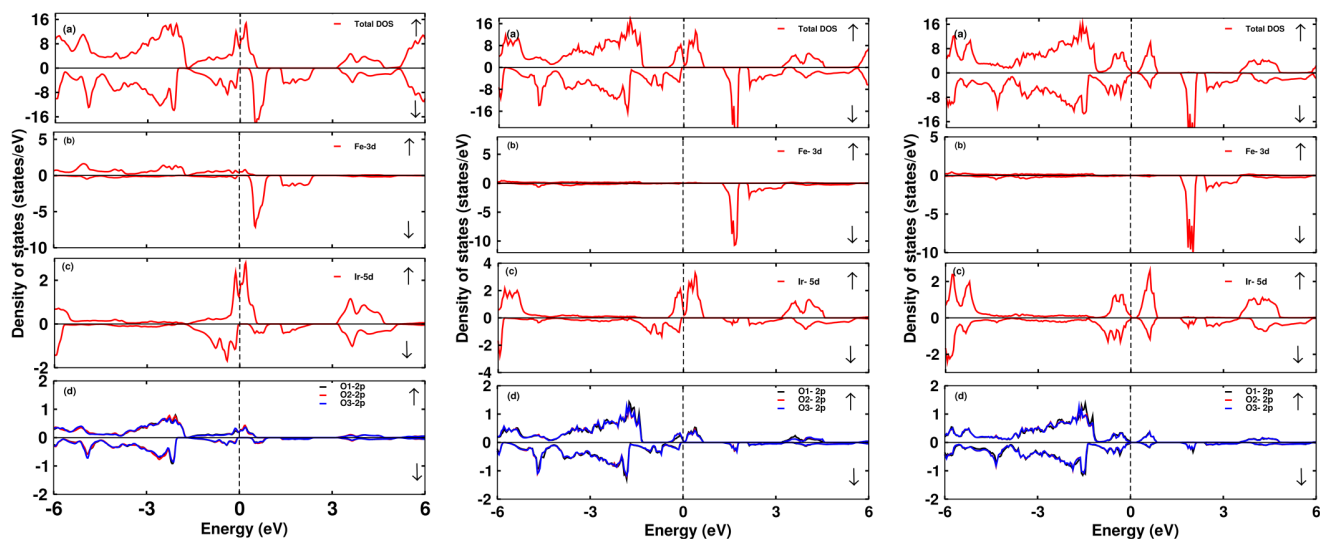 Density of states (states/eV)
16
8
0
-8
-16
(a)
Total DOS
↑
↓
5
0
-5
-10
(b)
Fe-3d
↑
↓
2
0
-2
(c)
Ir-5d
↑
↓
2
1
0
-1
-2
(d)
O1-2p
O2-2p
O3-2p
↑
↓
-6
-3
0
3
6
Energy (eV)
Density of states (states/eV)
16
8
0
-8
-16
(a)
Total DOS
↑
↓
5
0
-5
-10
(b)
Fe- 3d
↑
↓
4
2
0
-2
-4
(c)
Ir- 5d
↑
↓
2
1
0
-1
-2
(d)
O1- 2p
O2- 2p
O3- 2p
↑
↓
-6
-3
0
3
6
Energy (eV)
Density of states (states/eV)
16
8
0
-8
-16
(a)
Total DOS
↑
↓
5
0
-5
-10
(b)
Fe- 3d
↑
↓
2
0
-2
(c)
Ir- 5d
↑
↓
2
1
0
-1
-2
(d)
O1- 2p
O2- 2p
O3- 2p
↑
↓
-6
-3
0
3
6
Energy (eV)